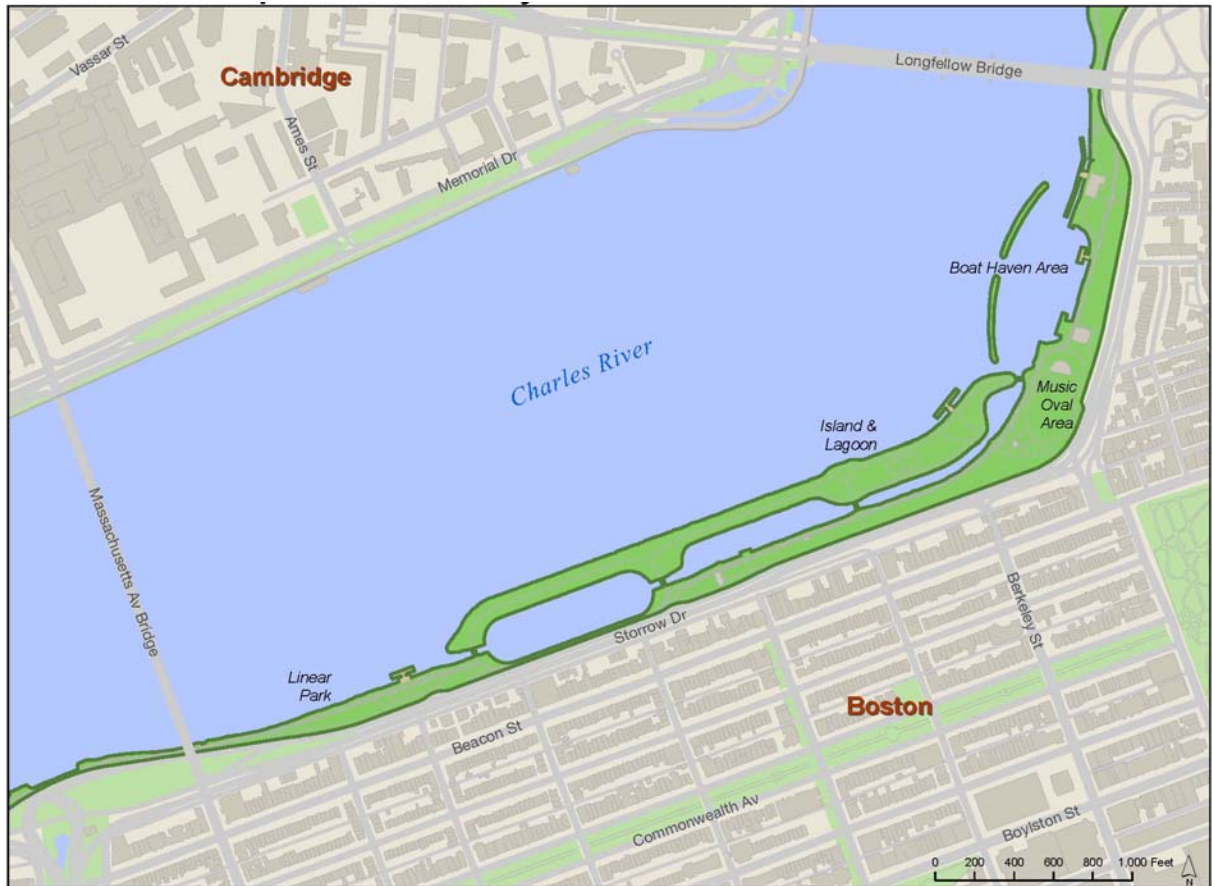 Longfellow Bridge
Vassar St
Cambridge
Ames St
Memorial Dr
Boat Haven Area
Charles River
Music
Oval
Area
Island &
Lagoon
Massachusetts Av Bridge
Berkeley St
Storrow Dr
Linear
Park
Boston
Beacon St
Commonwealth Av
Boylston St
0 200 400 600 800 1,000 Feet
N